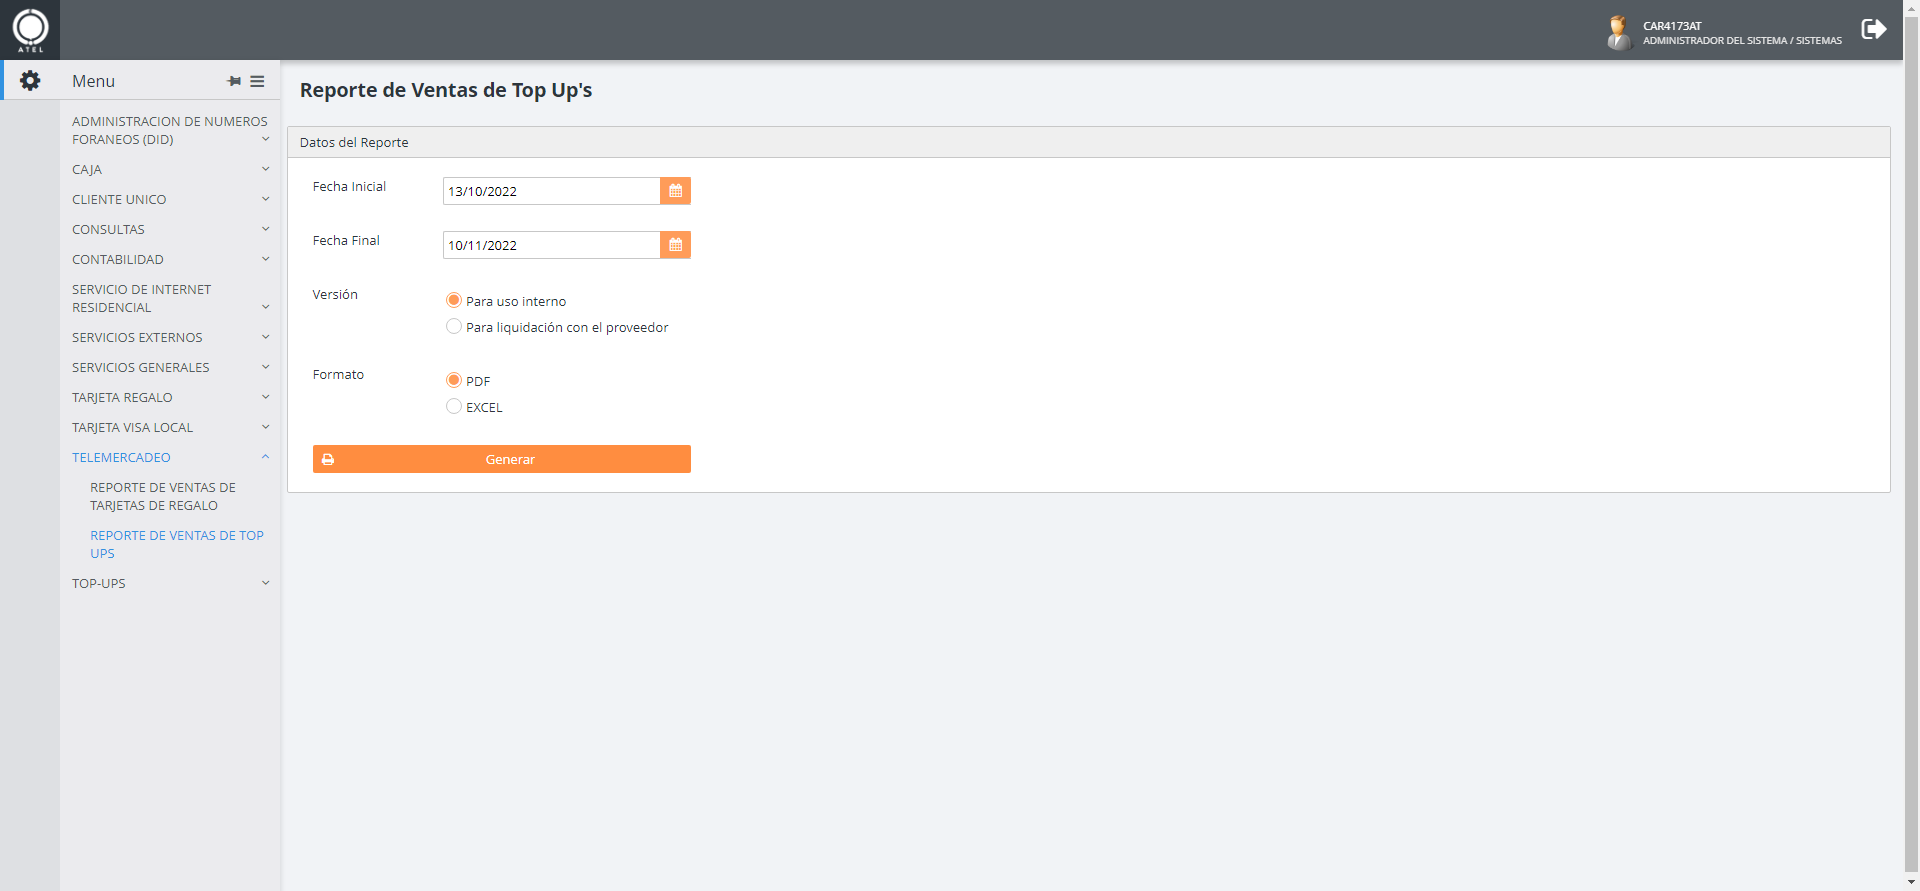 ATEL
CAR4173AT
ADMINISTRADOR DEL SISTEMA / SISTEMAS
Menu
ADMINISTRACION DE NUMEROS
FORANEOS (DID)
CAJA
CLIENTE UNICO
CONSULTAS
CONTABILIDAD
SERVICIO DE INTERNET
RESIDENCIAL
SERVICIOS EXTERNOS
SERVICIOS GENERALES
TARJETA REGALO
TARJETA VISA LOCAL
TELEMERCADEO
REPORTE DE VENTAS DE
TARJETAS DE REGALO
REPORTE DE VENTAS DE TOP
UPS
TOP-UPS
Reporte de Ventas de Top Up's
Datos del Reporte
Fecha Inicial
13/10/2022
Fecha Final
10/11/2022
Versión
Para uso interno
Para liquidación con el proveedor
Formato
PDF
EXCEL
Generar